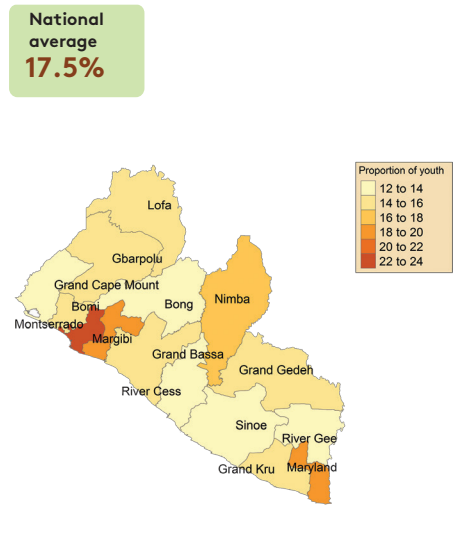 National
average
17.5%
Proportion of youth
12 to 14
14 to 16
16 to 18
18 to 20
20 to 22
22 to 24
Lofa
Gbarpolu
Grand Cape Mount
Bomi
Bong
Nimba
Montserrado
Margibi
Grand Bassa
Grand Gedeh
River Cess
Sinoe
River Gee
Grand Kru
Maryland